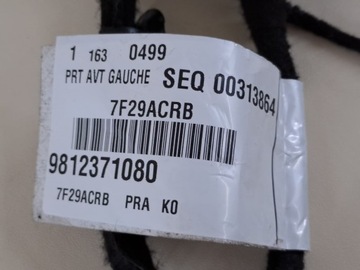 1 163 0499
PRT AVT GAUCHE SEQ 00313864
7F29ACRB
9812371080
7F29ACRB PRA K0